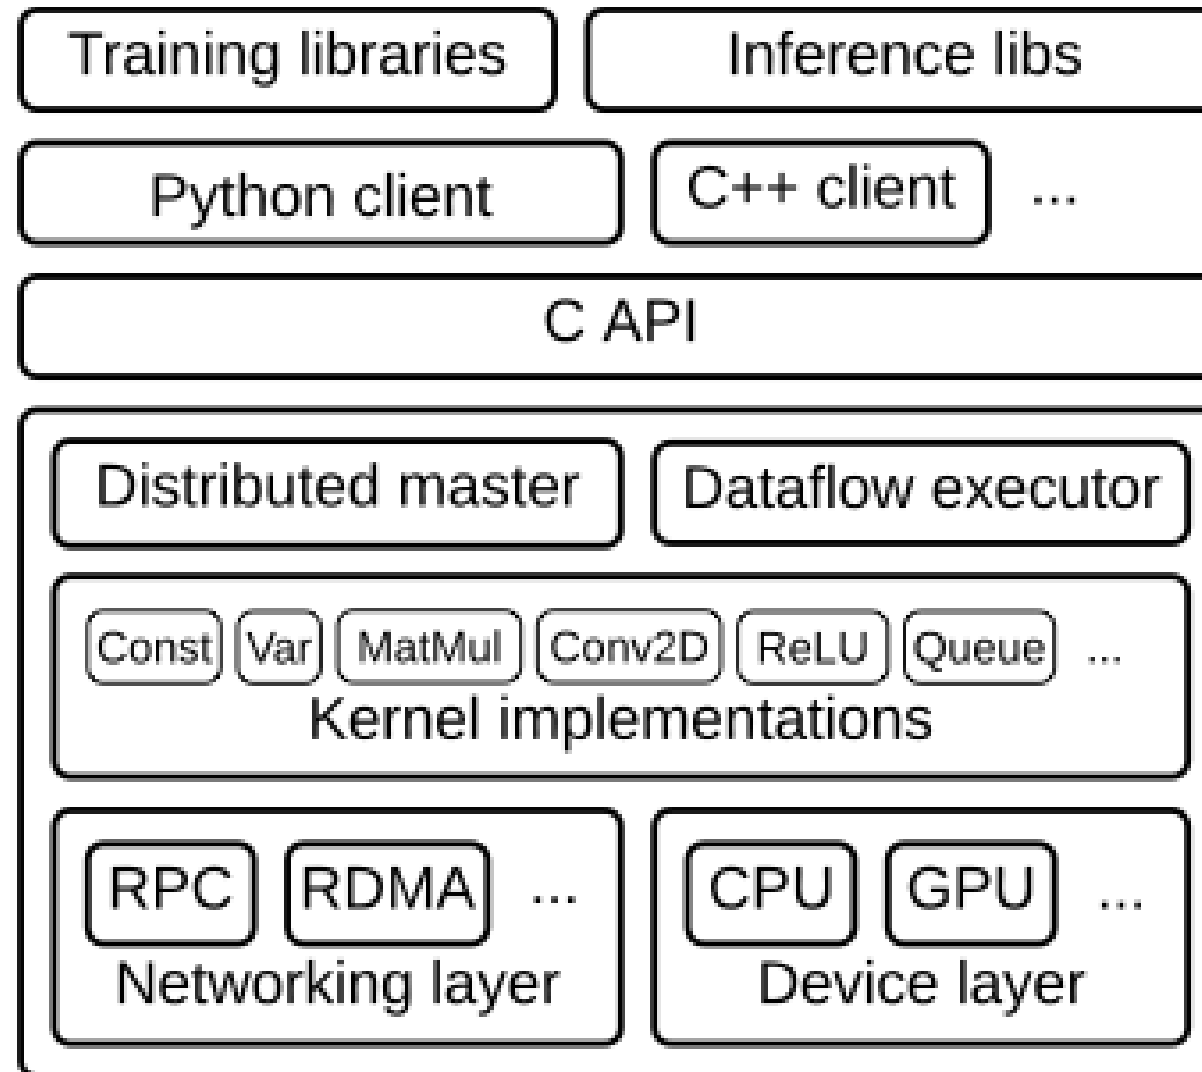 Training libraries Inference libs
Python client C++ client ...
C API
Distributed master Dataflow executor
Const Var MatMul Conv2D ReLU Queue ...
Kernel implementations
RPC RDMA ... CPU GPU ...
Networking layer Device layer